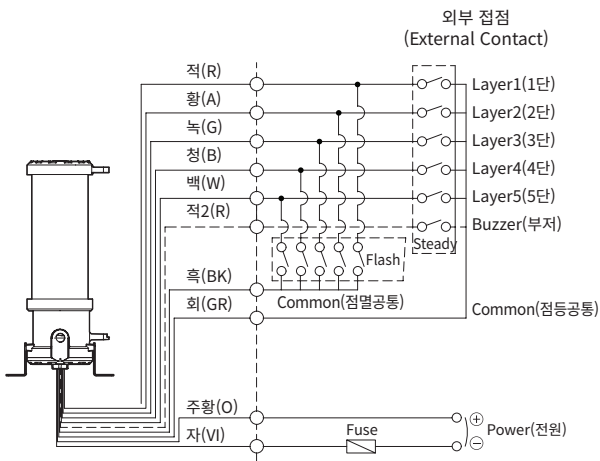 외부 접점
(External Contact)
적(R)
Layer1(1단)
황(A)
Layer2(2단)
녹(G)
Layer3(3단)
청(B)
Layer4(4단)
백(W)
Layer5(5단)
적2(R)
Buzzer(부저)
Steady
Flash
흑(BK)
Common(점멸공통)
회(GR)
Common(점등공통)
주황(O)
+
Power(전원)
자(VI)
Fuse
−